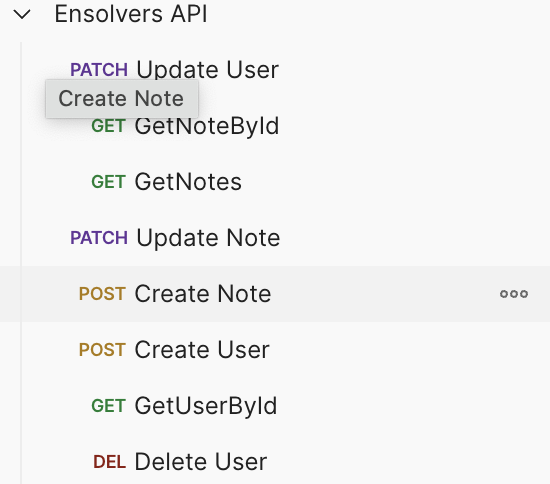 Ensolvers API
PATCH Update User
Create Note
GET GetNoteById
GET GetNotes
PATCH Update Note
POST Create Note
POST Create User
GET GetUserById
DEL Delete User